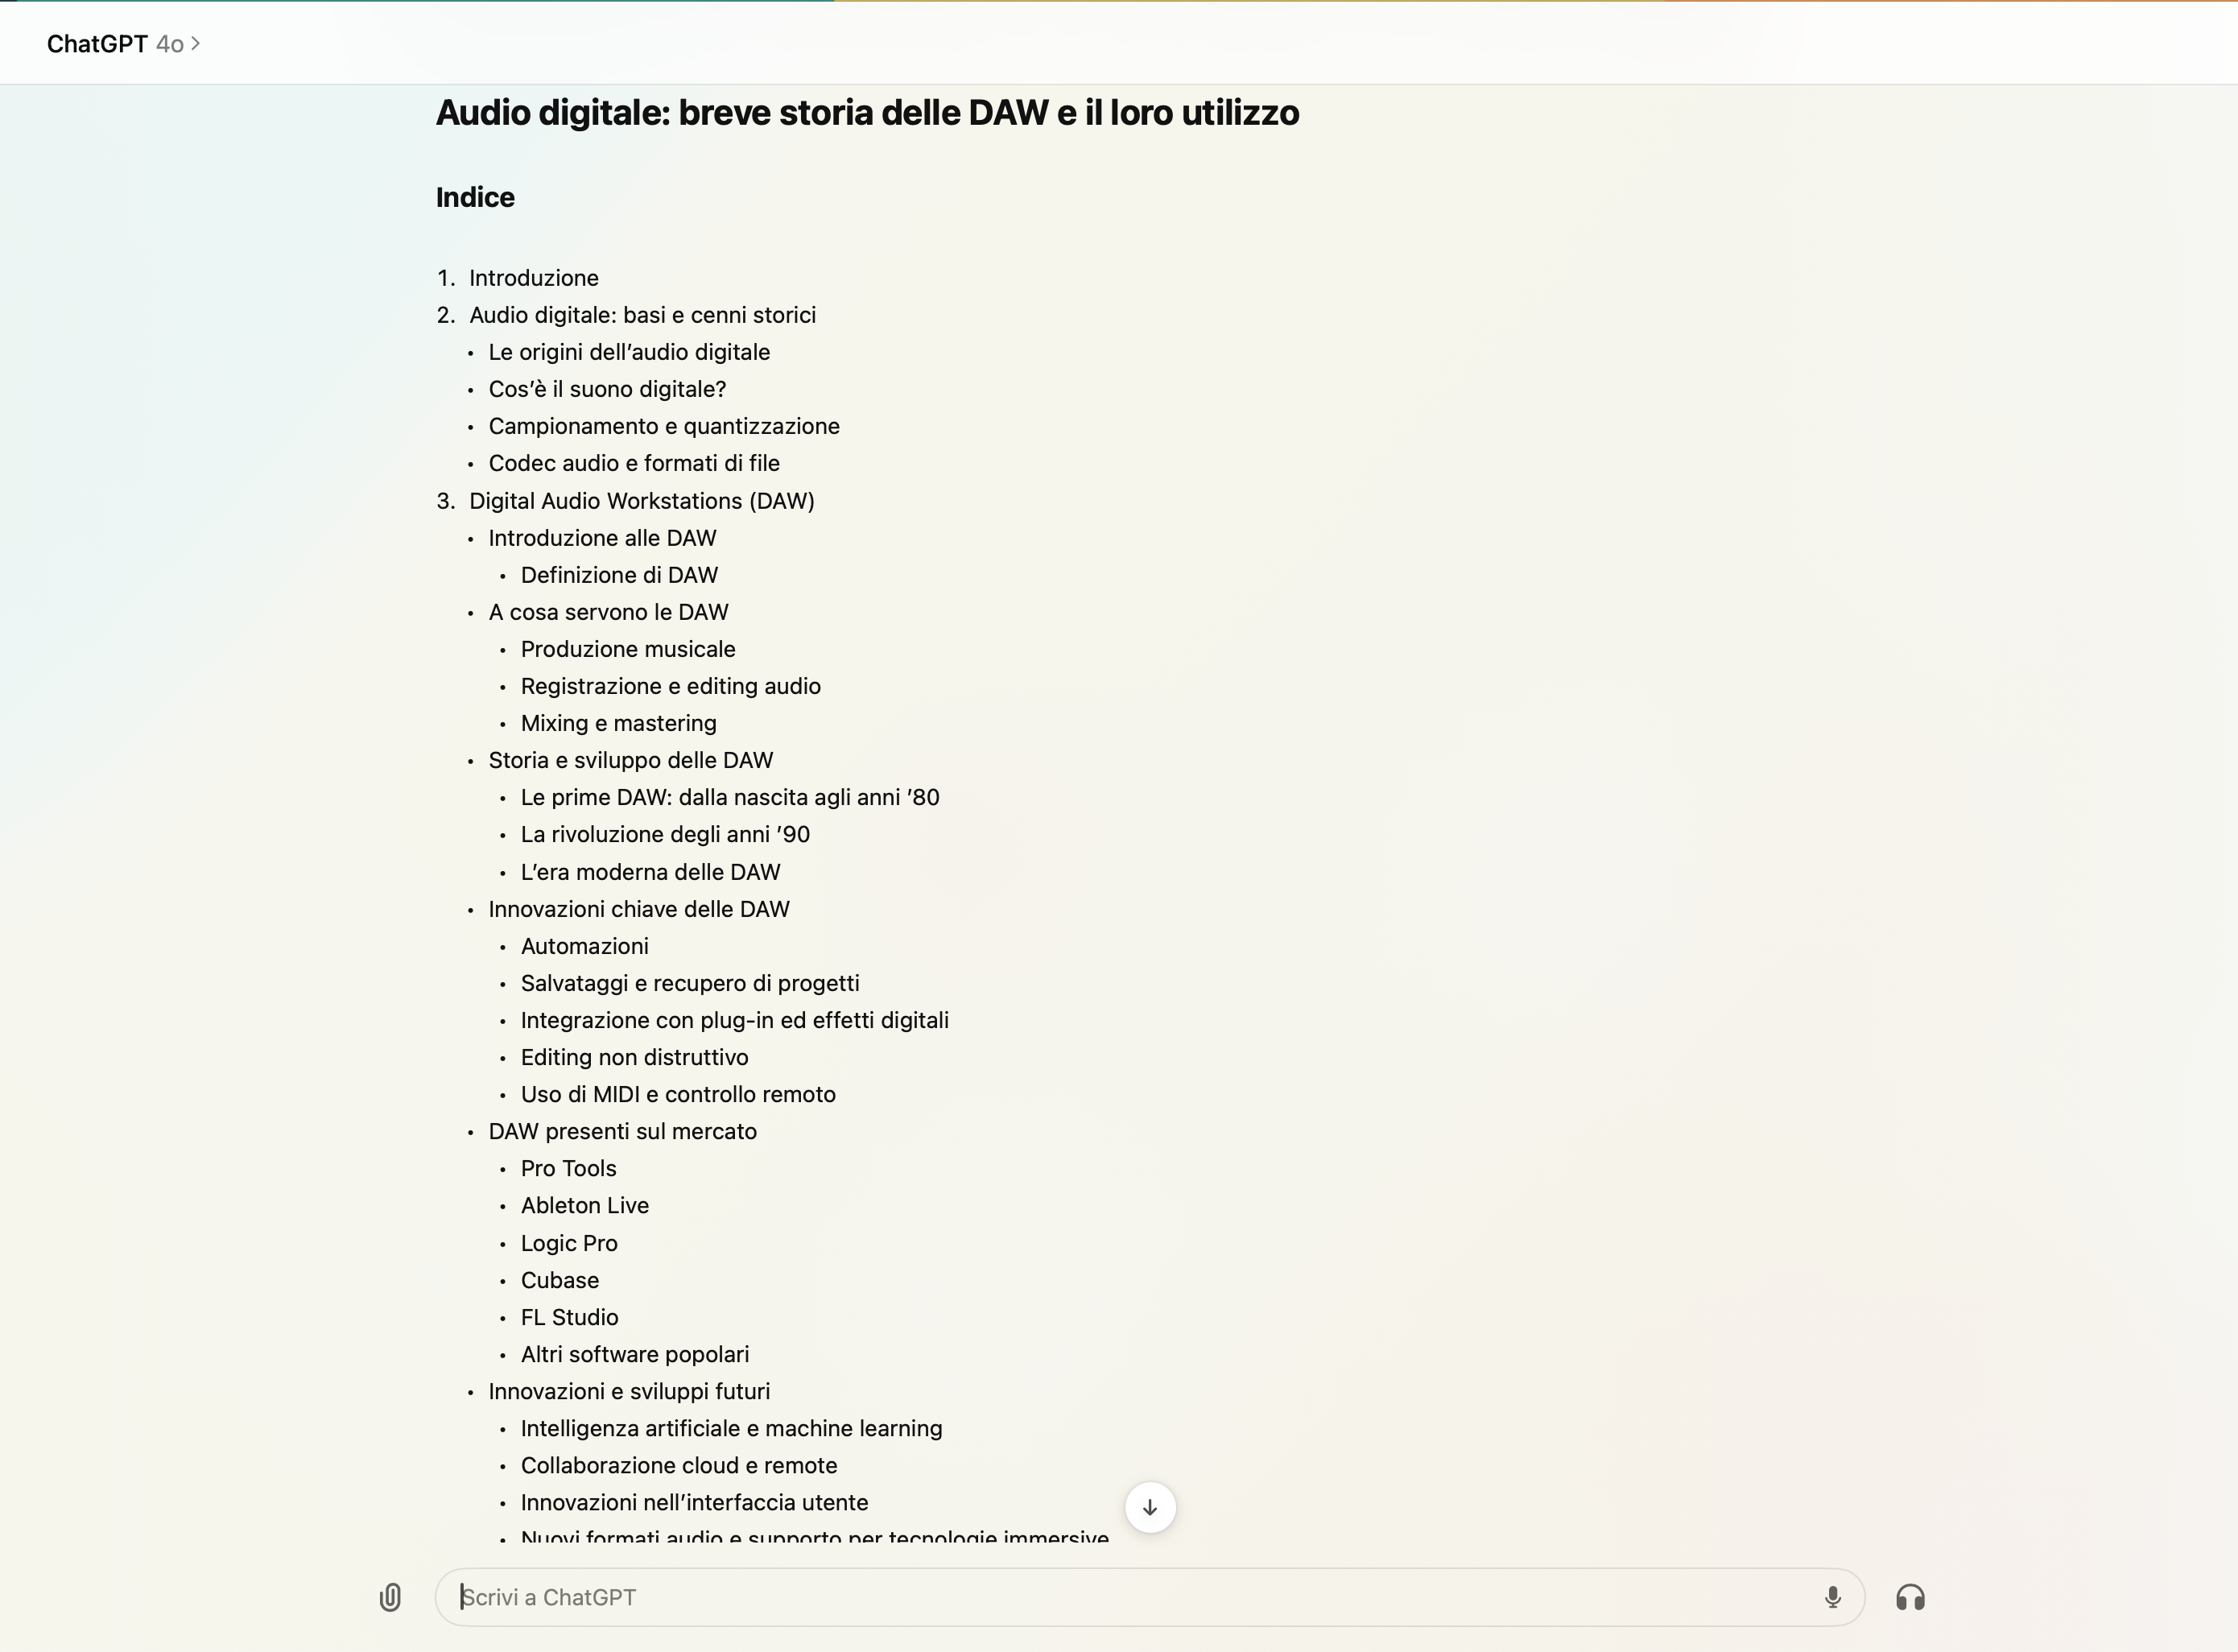 ChatGPT 4o >
Audio digitale: breve storia delle DAW e il loro utilizzo
Indice
1. Introduzione
2. Audio digitale: basi e cenni storici
• Le origini dell’audio digitale
• Cos’è il suono digitale?
• Campionamento e quantizzazione
• Codec audio e formati di file
3. Digital Audio Workstations (DAW)
• Introduzione alle DAW
• Definizione di DAW
• A cosa servono le DAW
• Produzione musicale
• Registrazione e editing audio
• Mixing e mastering
• Storia e sviluppo delle DAW
• Le prime DAW: dalla nascita agli anni ’80
• La rivoluzione degli anni ’90
• L’era moderna delle DAW
• Innovazioni chiave delle DAW
• Automazioni
• Salvataggi e recupero di progetti
• Integrazione con plug-in ed effetti digitali
• Editing non distruttivo
• Uso di MIDI e controllo remoto
• DAW presenti sul mercato
• Pro Tools
• Ableton Live
• Logic Pro
• Cubase
• FL Studio
• Altri software popolari
• Innovazioni e sviluppi futuri
• Intelligenza artificiale e machine learning
• Collaborazione cloud e remote
• Innovazioni nell’interfaccia utente
• Nuovi formati audio e supporto per tecnologie immersive
Scrivi a ChatGPT